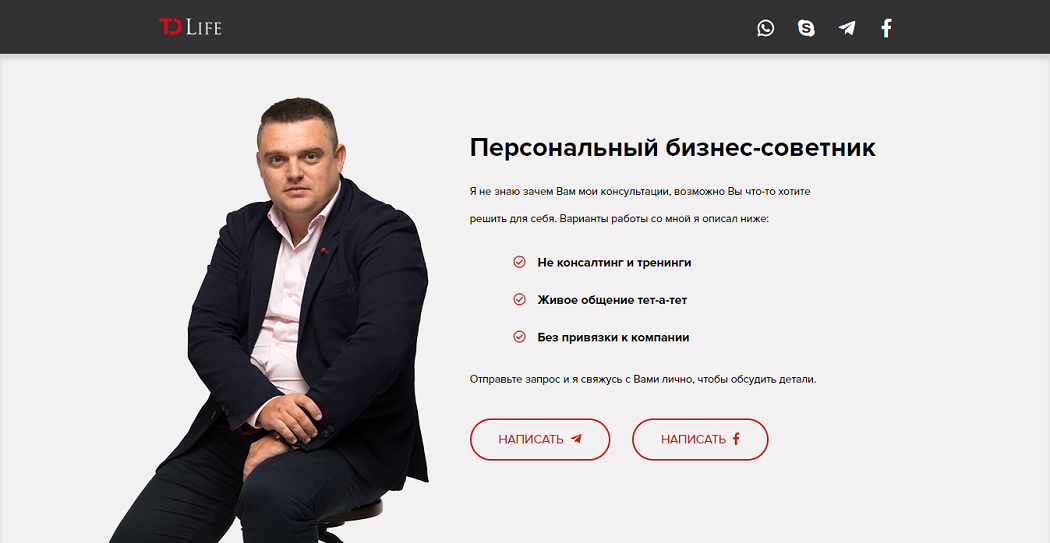 TD LIFE
Персональный бизнес-советник
Я не знаю зачем Вам мои консультации, возможно Вы что-то хотите
решить для себя. Варианты работы со мной я описал ниже:
Не консалтинг и тренинги
Живое общение тет-а-тет
Без привязки к компании
Отправьте запрос и я свяжусь с Вами лично, чтобы обсудить детали.
НАПИСАТЬ
НАПИСАТЬ